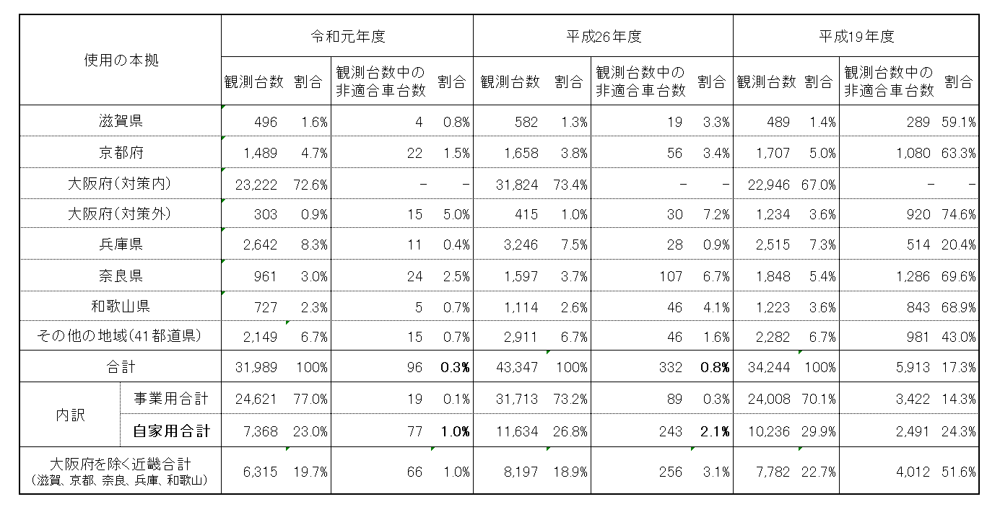 使用の本拠 令和元年度 平成26年度 平成19年度
観測台数 割合 観測台数中の非適合車台数 割合 観測台数 割合 観測台数中の非適合車台数 割合 観測台数 割合 観測台数中の非適合車台数 割合
滋賀県 496 1.6% 4 0.8% 582 1.3% 19 3.3% 489 1.4% 289 59.1%
京都府 1,489 4.7% 22 1.5% 1,658 3.8% 56 3.4% 1,707 5.0% 1,080 63.3%
大阪府(対策内) 23,222 72.6% − − 31,824 73.4% − − 22,946 67.0% − −
大阪府(対策外) 303 0.9% 15 5.0% 415 1.0% 30 7.2% 1,234 3.6% 920 74.6%
兵庫県 2,642 8.3% 11 0.4% 3,246 7.5% 28 0.9% 2,515 7.3% 514 20.4%
奈良県 961 3.0% 24 2.5% 1,597 3.7% 107 6.7% 1,848 5.4% 1,286 69.6%
和歌山県 727 2.3% 5 0.7% 1,114 2.6% 46 4.1% 1,223 3.6% 843 68.9%
その他の地域(41都道県) 2,149 6.7% 15 0.7% 2,911 6.7% 46 1.6% 2,282 6.7% 981 43.0%
合計 31,989 100% 96 0.3% 43,347 100% 332 0.8% 34,244 100% 5,913 17.3%
内訳 事業用合計 24,621 77.0% 19 0.1% 31,713 73.2% 89 0.3% 24,008 70.1% 3,422 14.3%
自家用合計 7,368 23.0% 77 1.0% 11,634 26.8% 243 2.1% 10,236 29.9% 2,491 24.3%
大阪府を除く近畿合計
(滋賀、京都、奈良、兵庫、和歌山) 6,315 19.7% 66 1.0% 8,197 18.9% 256 3.1% 7,782 22.7% 4,012 51.6%